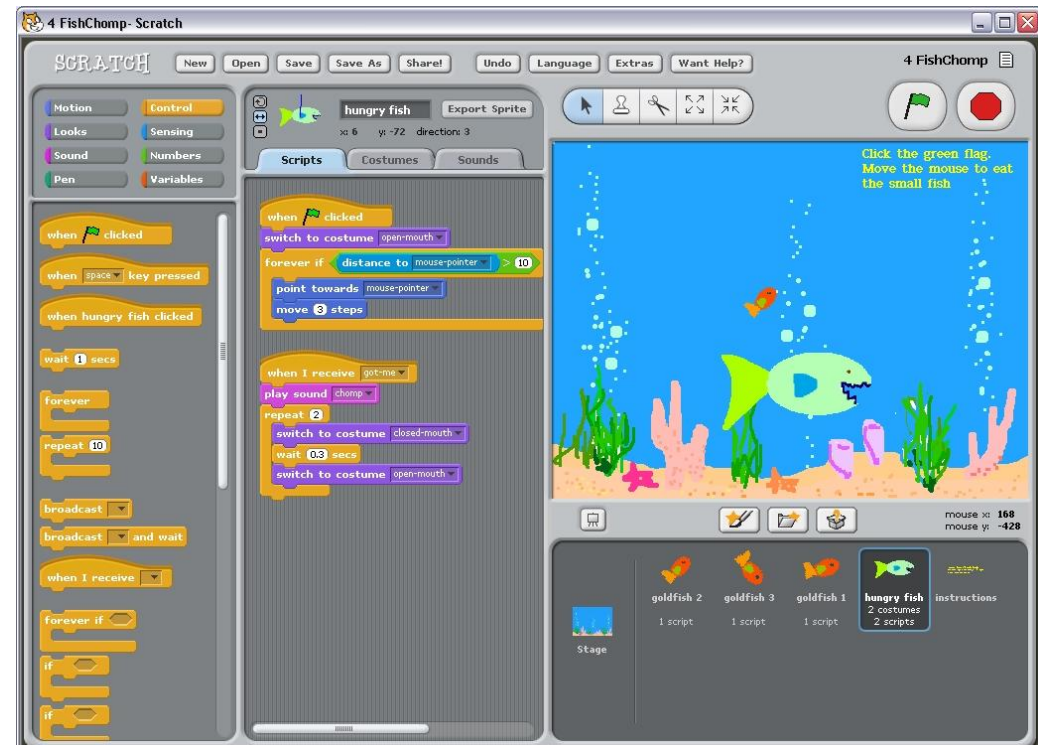 4 FishChomp- Scratch
SCRATCH
New
Open
Save
Save As
Share!
Undo
Language
Extras
Want Help?
4 FishChomp
Motion
Control
Looks
Sensing
Sound
Numbers
Pen
Variables
hungry fish
Export Sprite
x: 6 y: -72 direction: 3
Scripts
Costumes
Sounds
when clicked
when space key pressed
when hungry fish clicked
wait 1 secs
forever
repeat 10
broadcast
broadcast and wait
when I receive
forever if
if
if
when clicked
switch to costume open-mouth
forever if distance to mouse-pointer > 10
point towards mouse-pointer
move 3 steps
when I receive got-me
play sound chomp
repeat 2
switch to costume closed-mouth
wait 0.3 secs
switch to costume open-mouth
Click the green flag.
Move the mouse to eat
the small fish
mouse x: 168
mouse y: -428
Stage
goldfish 2
1 script
goldfish 3
1 script
goldfish 1
1 script
hungry fish
2 costumes
2 scripts
instructions